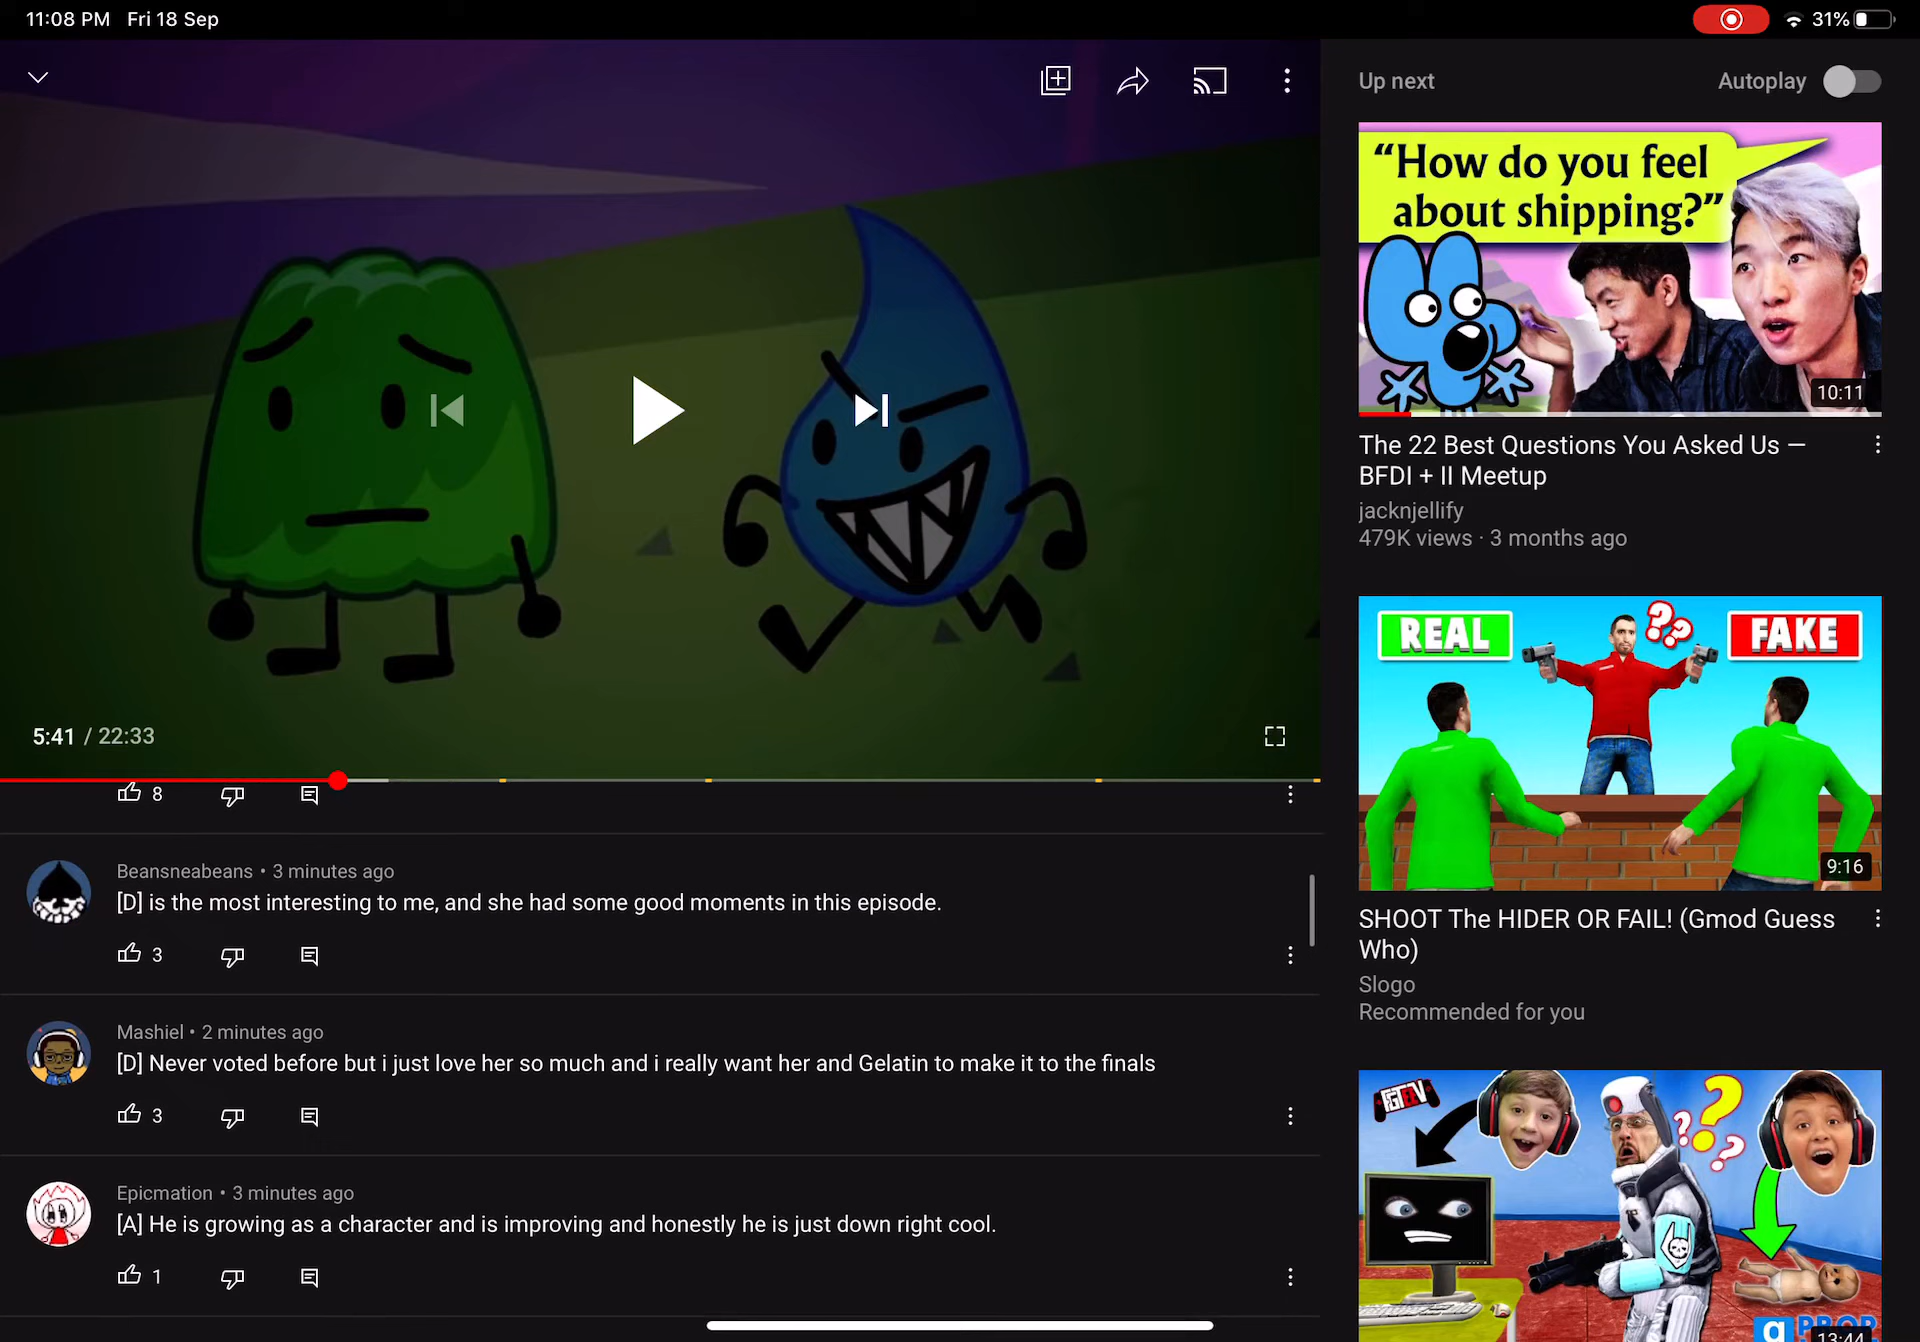 11:08 PM Fri 18 Sep
31%
Up next
Autoplay
“How do you feel
about shipping?”
10:11
The 22 Best Questions You Asked Us —
BFDI + II Meetup
jacknjellify
479K views · 3 months ago
REAL
??
FAKE
9:16
SHOOT The HIDER OR FAIL! (Gmod Guess
Who)
Slogo
Recommended for you
FGTEEV
???
13:44
5:41 / 22:33
8
Beansneabeans • 3 minutes ago
[D] is the most interesting to me, and she had some good moments in this episode.
3
Mashiel • 2 minutes ago
[D] Never voted before but i just love her so much and i really want her and Gelatin to make it to the finals
3
Epicmation • 3 minutes ago
[A] He is growing as a character and is improving and honestly he is just down right cool.
1